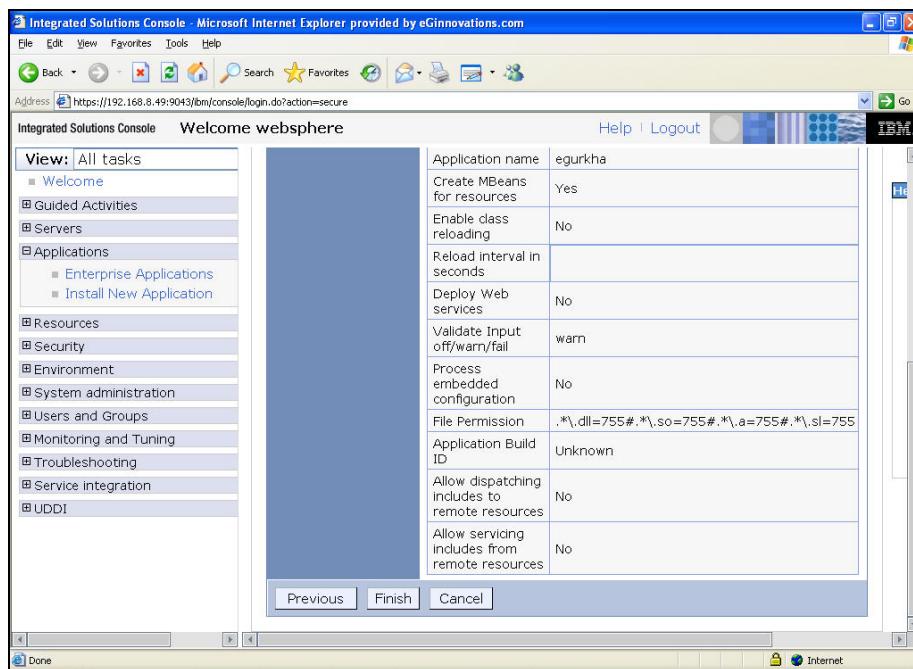 Integrated Solutions Console - Microsoft Internet Explorer provided by eGinnovations.com
File Edit View Favorites Tools Help
Back Search Favorites
Address https://192.168.8.49:9043/ibm/console/login.do?action=secure Go
Integrated Solutions Console Welcome websphere Help | Logout IBM.
View: All tasks
Welcome
Guided Activities
Servers
Applications
Enterprise Applications
Install New Application
Resources
Security
Environment
System administration
Users and Groups
Monitoring and Tuning
Troubleshooting
Service integration
UDDI
Application name egurkha
Create MBeans
for resources
Yes
Enable class
reloading
No
Reload interval in
seconds
Deploy Web
services
No
Validate Input
off/warn/fail
warn
Process
embedded
configuration
No
File Permission .*\.dll=755#.*\.so=755#.*\.a=755#.*\.sl=755
Application Build
ID
Unknown
Allow dispatching
includes to
remote resources
No
Allow servicing
includes from
remote resources
No
Previous Finish Cancel
He
Done Internet